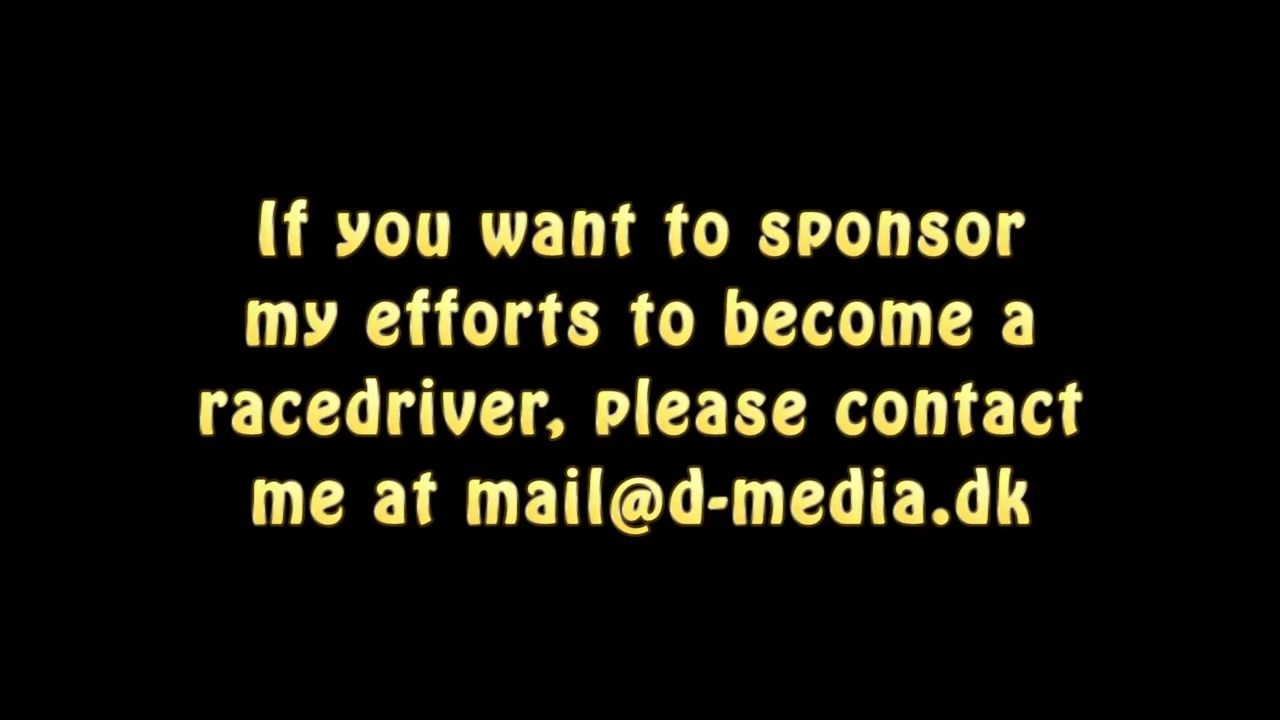 If you want to sponsor
my efforts to become a
racedriver, please contact
me at mail@d-media.dk